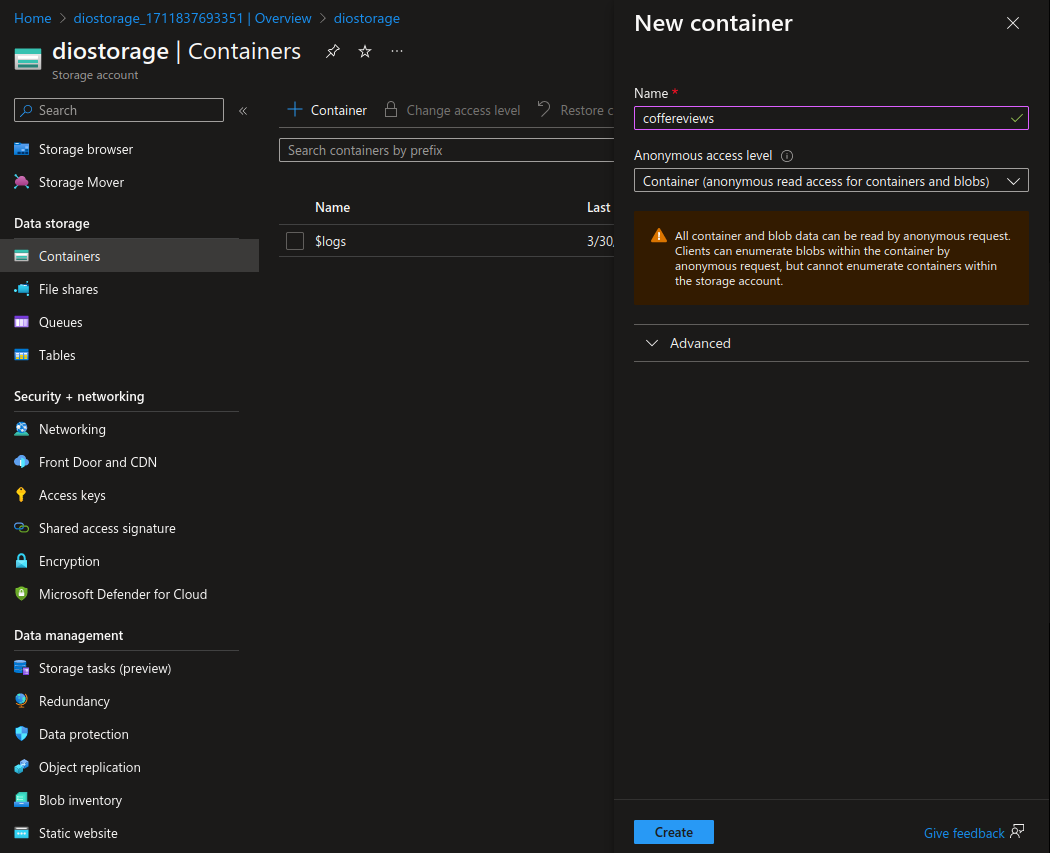 Home > diostorage_1711837693351 | Overview > diostorage
diostorage | Containers
Storage account
Search
Storage browser
Storage Mover
Data storage
Containers
File shares
Queues
Tables
Security + networking
Networking
Front Door and CDN
Access keys
Shared access signature
Encryption
Microsoft Defender for Cloud
Data management
Storage tasks (preview)
Redundancy
Data protection
Object replication
Blob inventory
Static website
Container Change access level Restore c
Search containers by prefix
Name Last
$logs 3/30,
New container
Name *
coffereviews
Anonymous access level
Container (anonymous read access for containers and blobs)
All container and blob data can be read by anonymous request.
Clients can enumerate blobs within the container by
anonymous request, but cannot enumerate containers within
the storage account.
Advanced
Create Give feedback